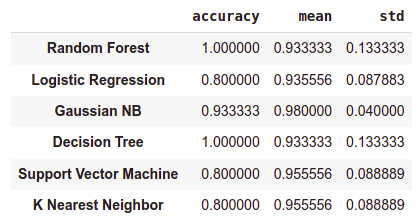 accuracy mean std
Random Forest 1.000000 0.933333 0.133333
Logistic Regression 0.800000 0.935556 0.087883
Gaussian NB 0.933333 0.980000 0.040000
Decision Tree 1.000000 0.933333 0.133333
Support Vector Machine 0.800000 0.955556 0.088889
K Nearest Neighbor 0.800000 0.955556 0.088889